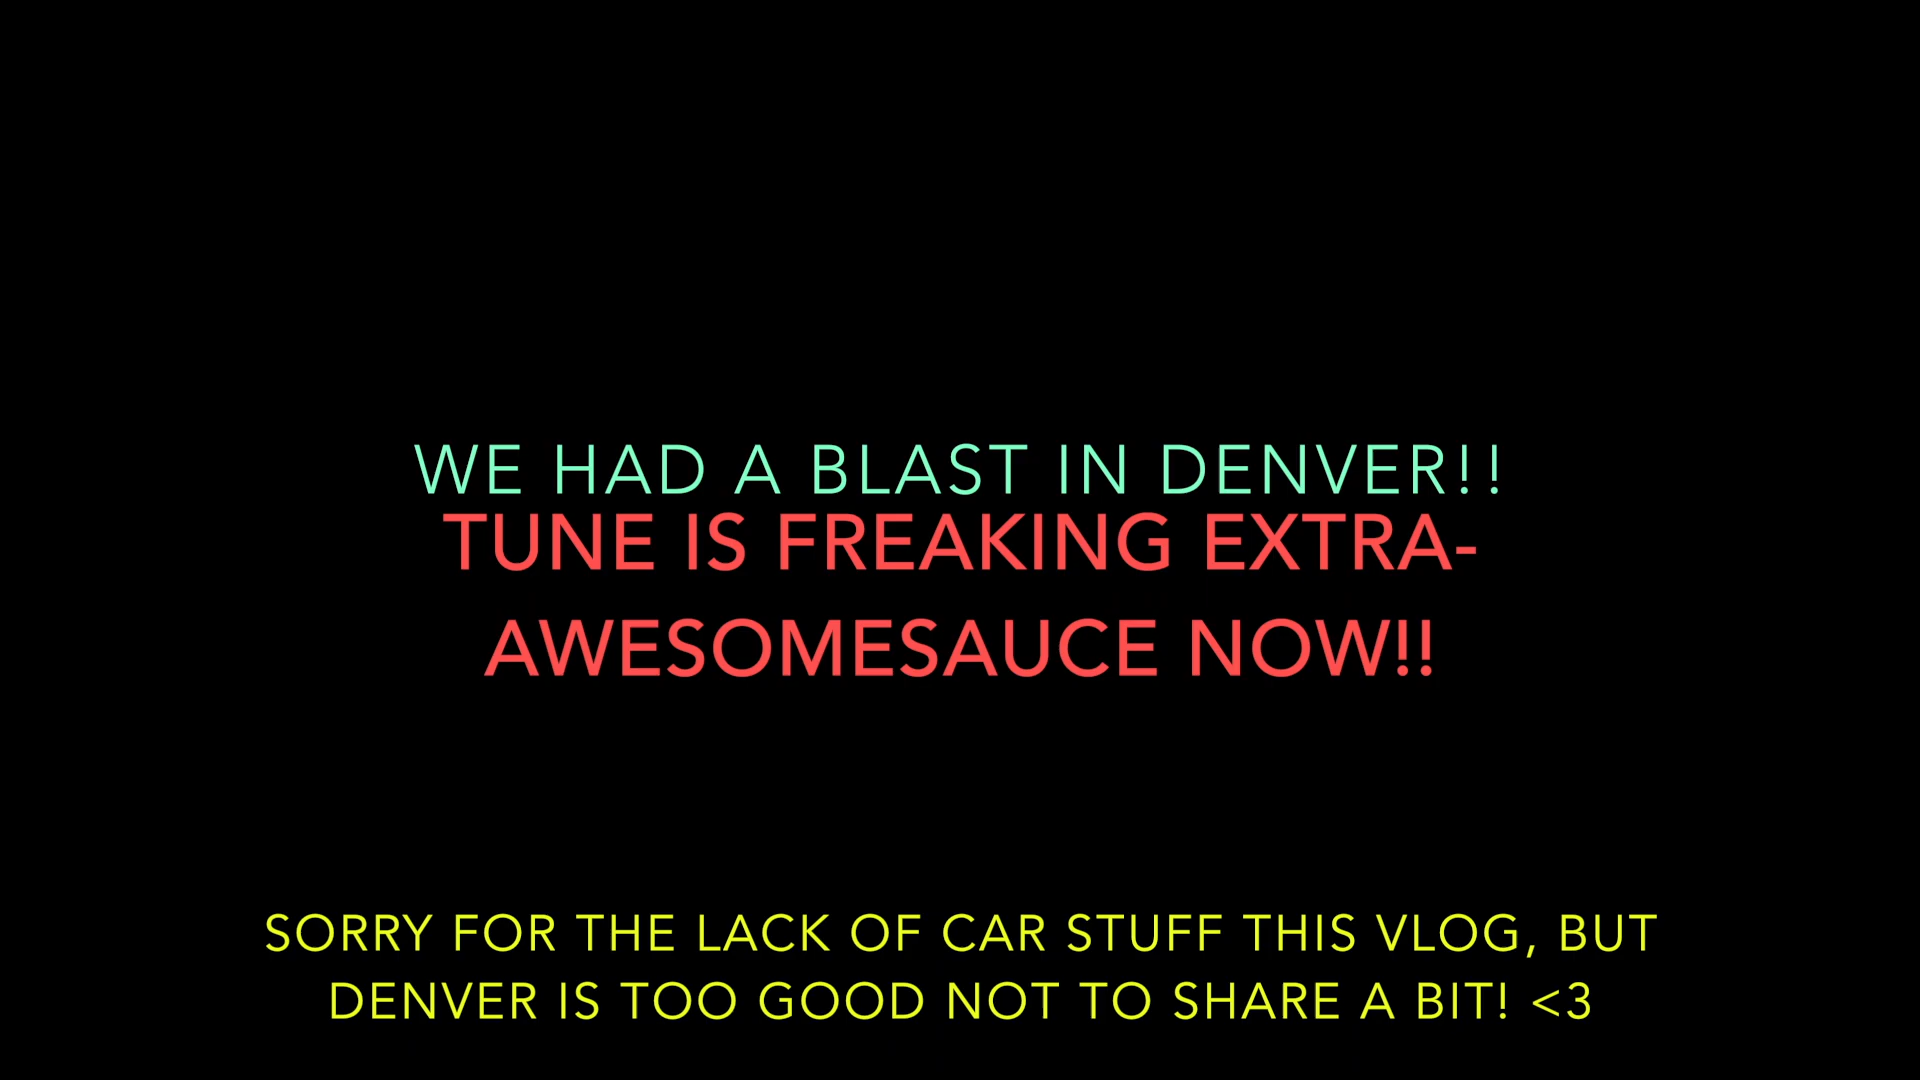 WE HAD A BLAST IN DENVER!!
TUNE IS FREAKING EXTRA-
AWESOMESAUCE NOW!!
SORRY FOR THE LACK OF CAR STUFF THIS VLOG, BUT
DENVER IS TOO GOOD NOT TO SHARE A BIT! <3